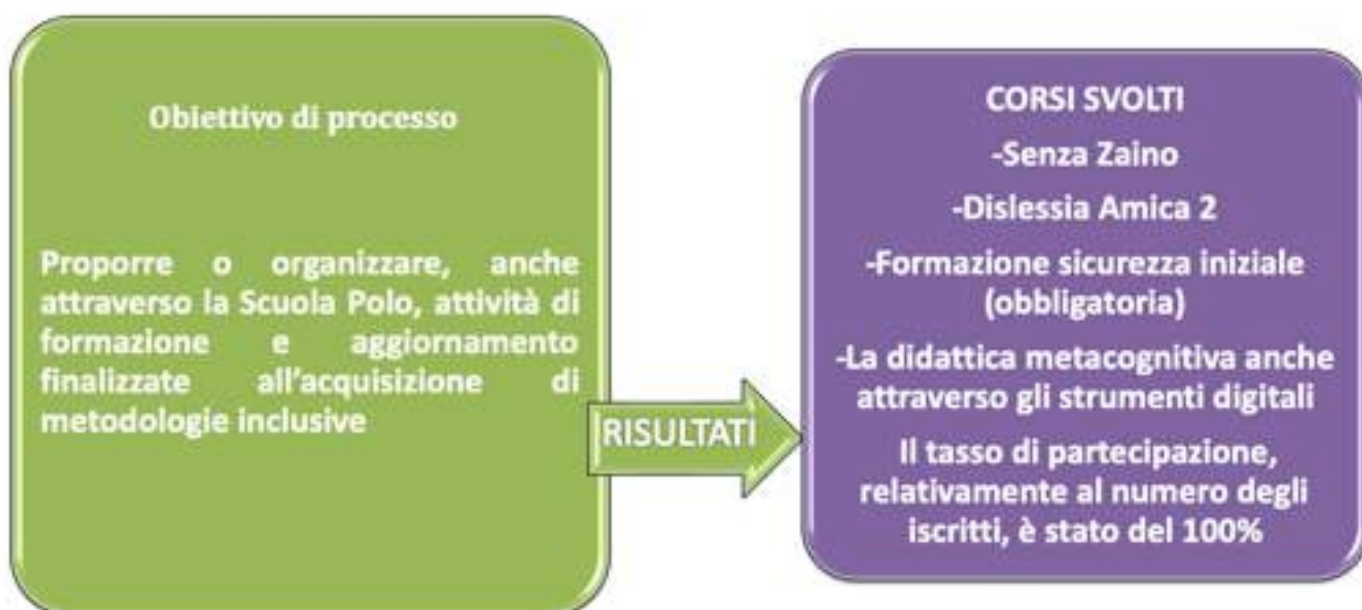 Obiettivo di processo
Proporre o organizzare, anche
attraverso la Scuola Polo, attività di
formazione e aggiornamento
finalizzate all'acquisizione di
metodologie inclusive
RISULTATI
CORSI SVOLTI
-Senza Zaino
-Dislessia Amica 2
-Formazione sicurezza iniziale
(obbligatoria)
-La didattica metacognitiva anche
attraverso gli strumenti digitali
Il tasso di partecipazione,
relativamente al numero degli
iscritti, è stato del 100%